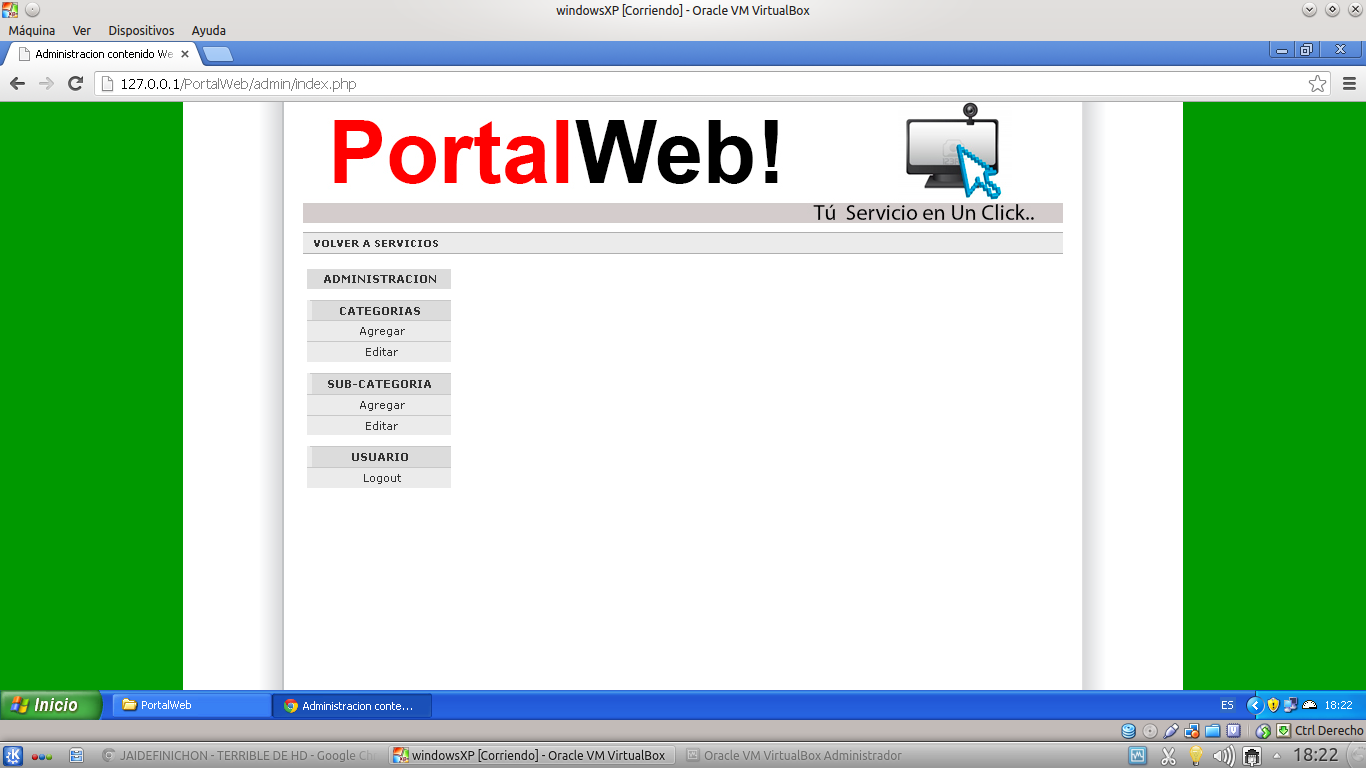 windowsXP [Corriendo] - Oracle VM VirtualBox
Máquina Ver Dispositivos Ayuda
Administracion contenido We
127.0.0.1/PortalWeb/admin/index.php
PortalWeb!
Tú Servicio en Un Click..
VOLVER A SERVICIOS
ADMINISTRACION
CATEGORIAS
Agregar
Editar
SUB-CATEGORIA
Agregar
Editar
USUARIO
Logout
Inicio PortalWeb Administracion conte... ES 18:22
Ctrl Derecho
JAIDEFINICHON - TERRIBLE DE HD - Google Ch windowsXP [Corriendo] - Oracle VM VirtualBox Oracle VM VirtualBox Administrador 18:22